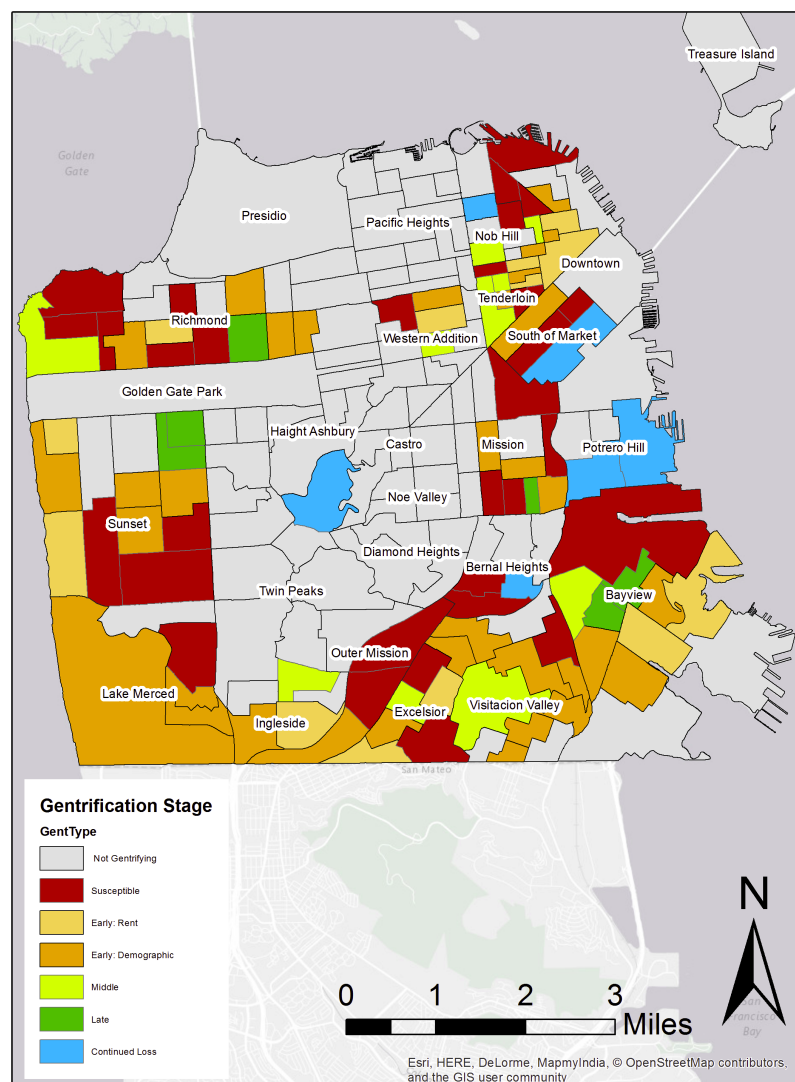 Treasure Island
Golden
Gate
Presidio
Pacific Heights
Nob Hill
Downtown
Tenderloin
Richmond
South of Market
Western Addition
Golden Gate Park
Haight Ashbury
Castro
Mission
Potrero Hill
Noe Valley
Sunset
Diamond Heights
Bernal Heights
Twin Peaks
Bayview
Outer Mission
Lake Merced
Visitacion Valley
Excelsior
Ingleside
San Mateo
Gentrification Stage
GentType
Not Gentrifying
Susceptible
Early: Rent
Early: Demographic
Middle
Late
Continued Loss
N
San
Francisco
Bay
0 1 2 3
Miles
Esri, HERE, DeLorme, MapmyIndia, © OpenStreetMap contributors,
and the GIS user community